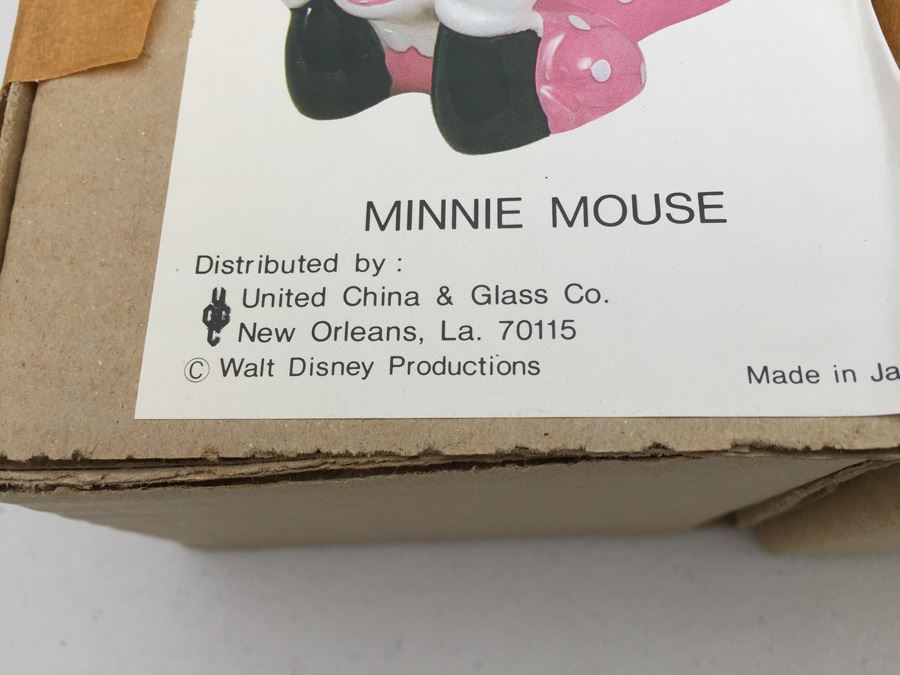 MINNIE MOUSE
Distributed by :
United China & Glass Co.
New Orleans, La. 70115
© Walt Disney Productions
Made in Ja